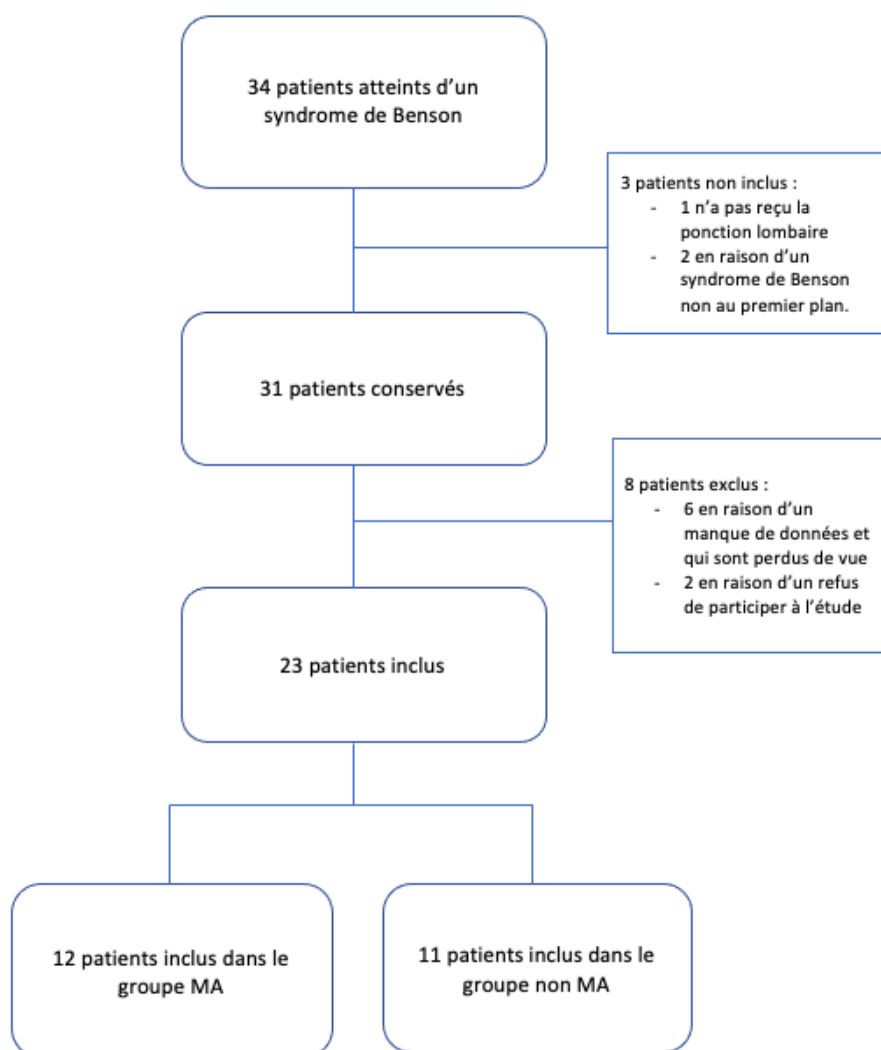 34 patients atteints d'un
syndrome de Benson
3 patients non inclus :
- 1 n'a pas reçu la
ponction lombaire
- 2 en raison d'un
syndrome de Benson
non au premier plan.
31 patients conservés
8 patients exclus :
- 6 en raison d'un
manque de données et
qui sont perdus de vue
- 2 en raison d'un refus
de participer à l'étude
23 patients inclus
12 patients inclus dans le
groupe MA
11 patients inclus dans le
groupe non MA